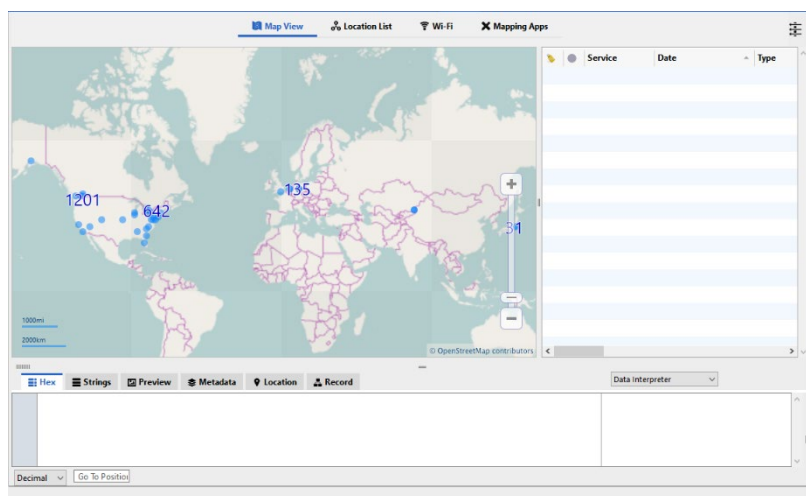 Map View Location List Wi-Fi Mapping Apps
Service Date Type
1201
642
135
31
1000mi
2000km
© OpenStreetMap contributors
Hex Strings Preview Metadata Location Record
Data Interpreter
Decimal Go To Position